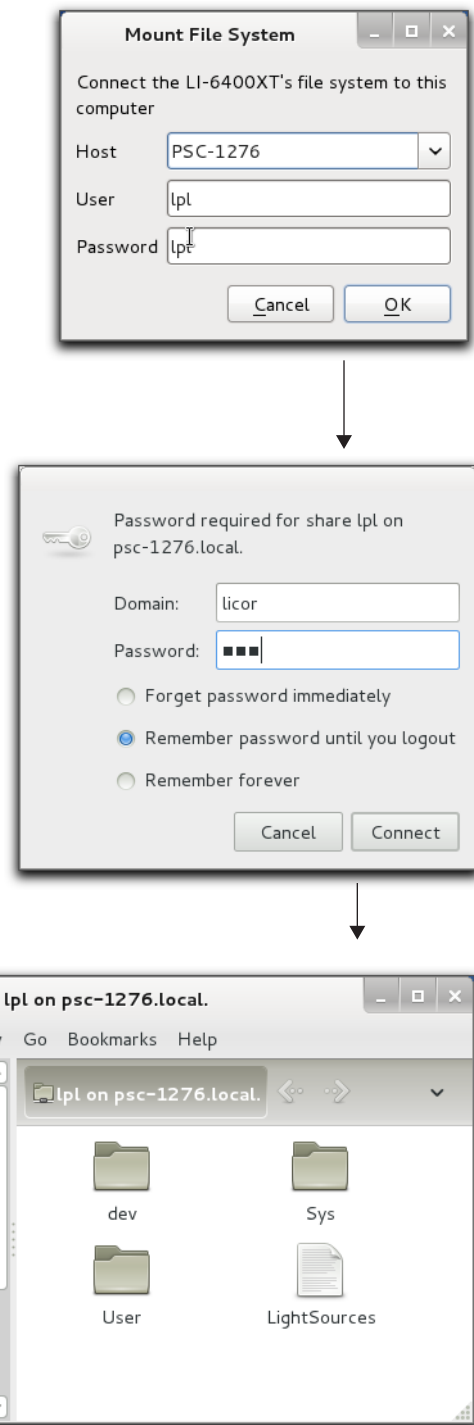 Mount File System
Connect the LI-6400XT's file system to this
computer
Host PSC-1276
User lpl
Password lpl
Cancel OK
Password required for share lpl on
psc-1276.local.
Domain: licor
Password: ■■■
Forget password immediately
Remember password until you logout
Remember forever
Cancel Connect
lpl on psc-1276.local.
Go Bookmarks Help
lpl on psc-1276.local.
dev Sys
User LightSources